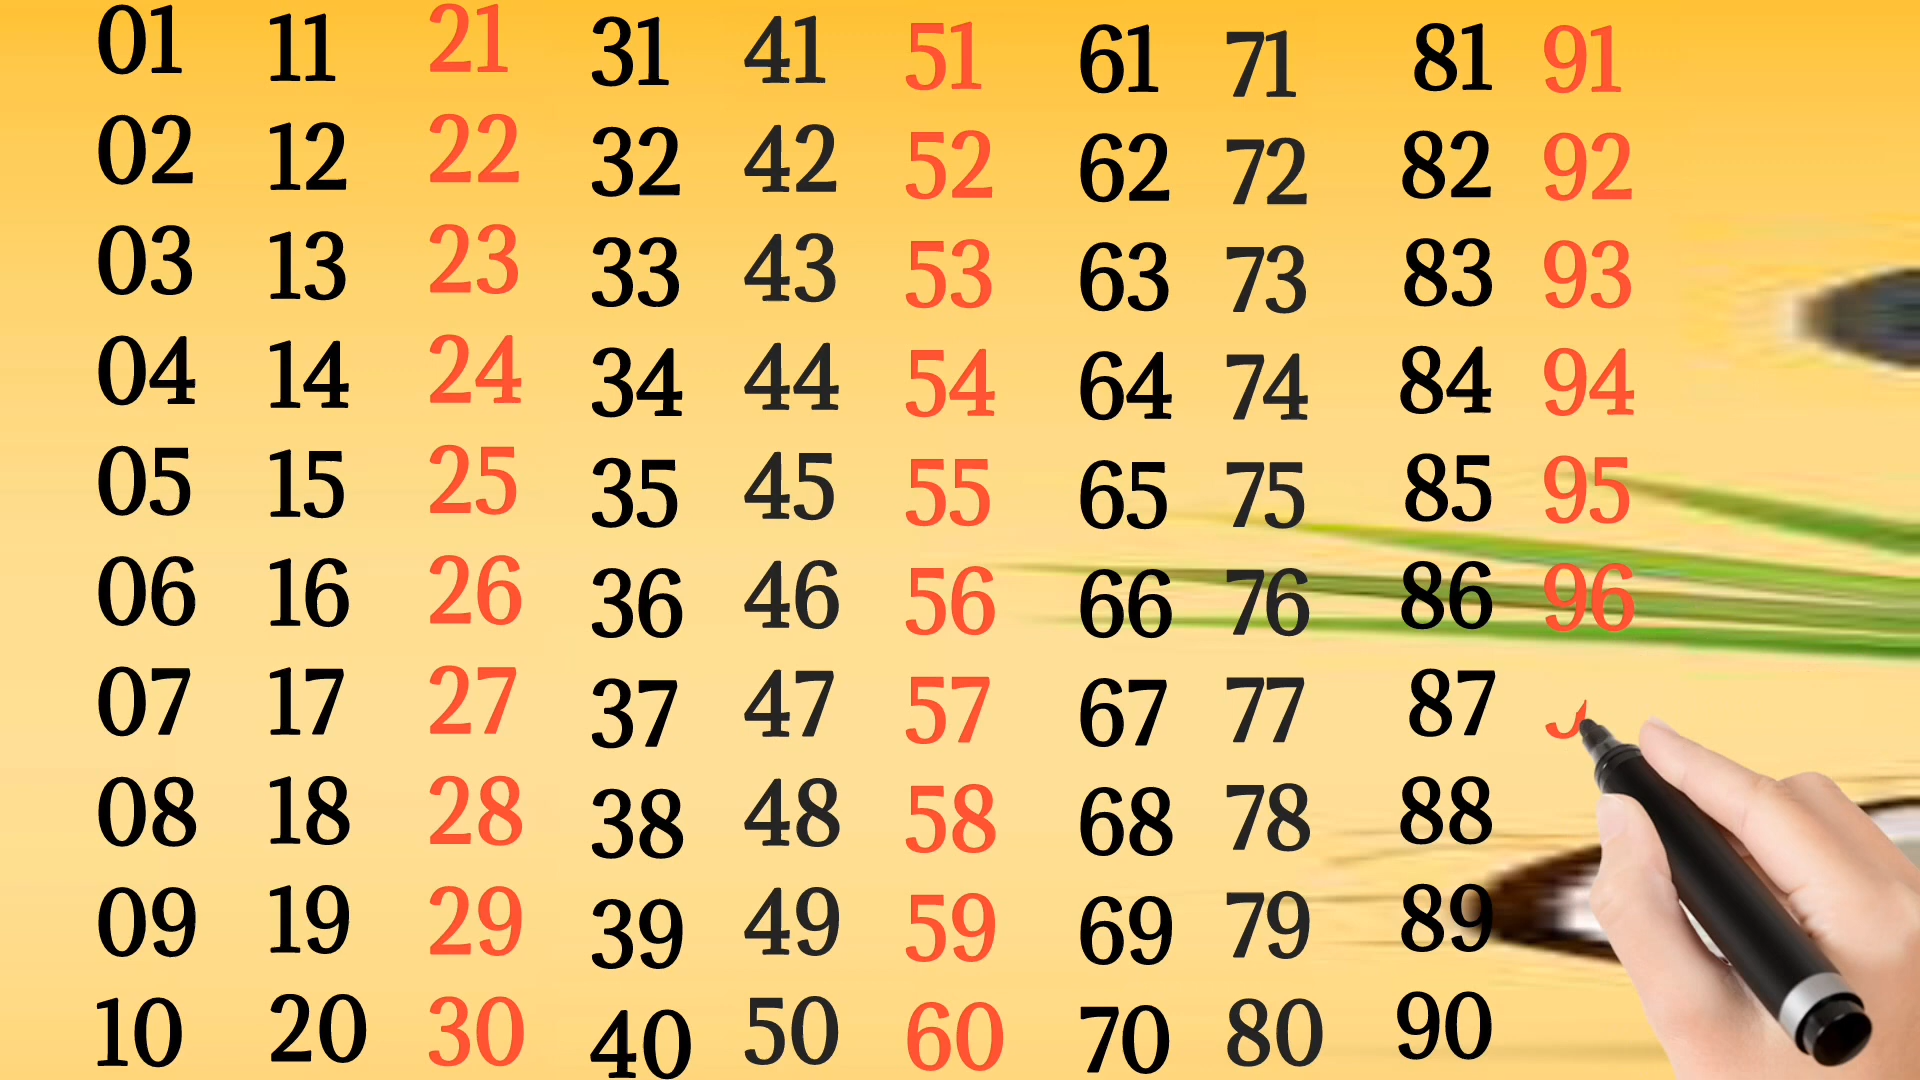 01 11 21 31 41 51 61 71 81 91
02 12 22 32 42 52 62 72 82 92
03 13 23 33 43 53 63 73 83 93
04 14 24 34 44 54 64 74 84 94
05 15 25 35 45 55 65 75 85 95
06 16 26 36 46 56 66 76 86 96
07 17 27 37 47 57 67 77 87
08 18 28 38 48 58 68 78 88
09 19 29 39 49 59 69 79 89
10 20 30 40 50 60 70 80 90